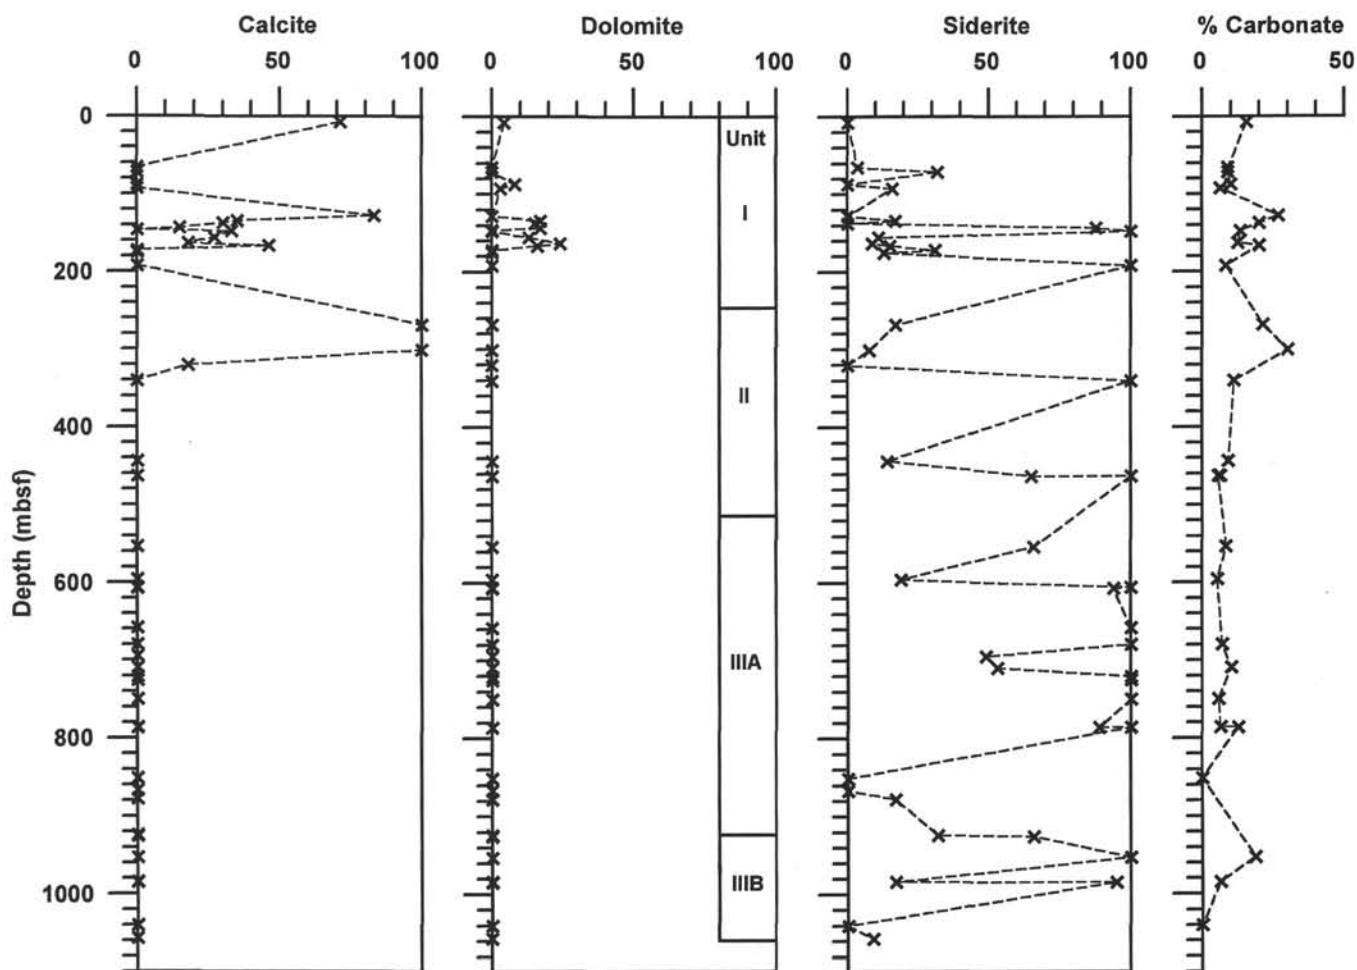 Calcite Dolomite Siderite % Carbonate
0 50 100 0 50 100 0 50 100 0 50
0
Unit
I
200
II
400
Depth (mbsf)
600
IIIA
800
IIIB
1000